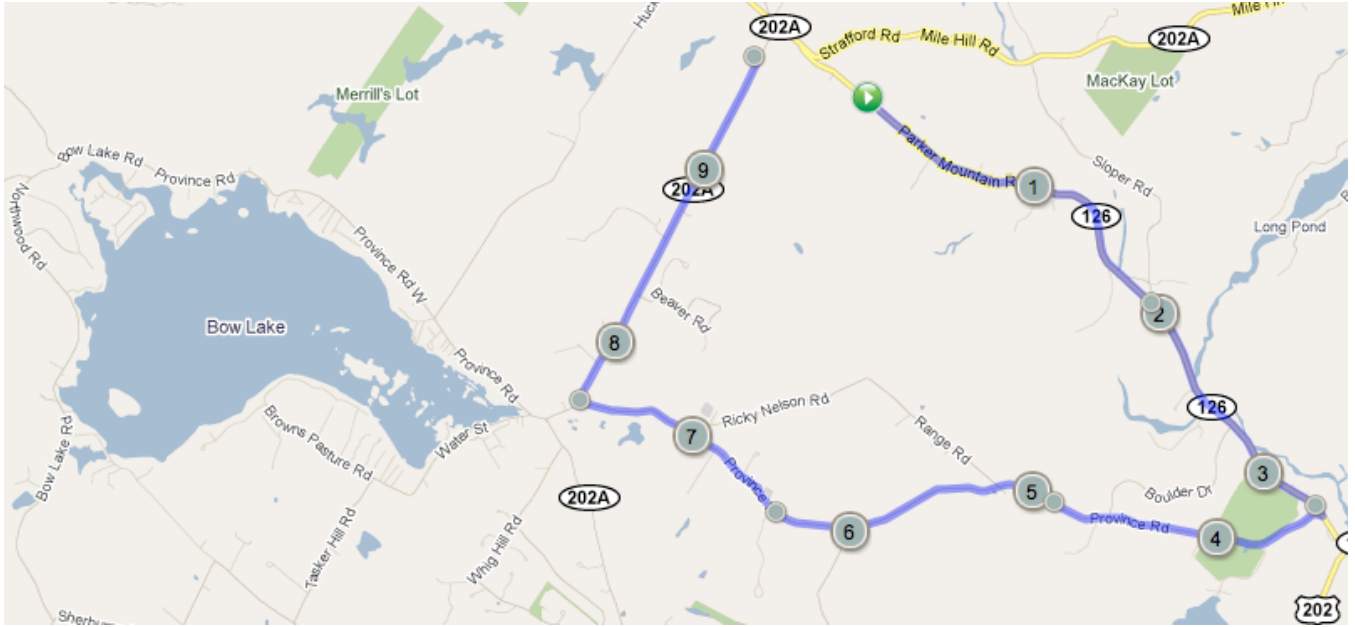 Huck
202A
Mile Hi
Strafford Rd
Mile Hill Rd
202A
Merrill's Lot
MacKay Lot
Parker Mountain R
Bow Lake Rd
Province Rd
Sloper Rd
9
202A
1
Northwood Rd
126
Long Pond
Province Rd W
Beaver Rd
Bow Lake
2
8
Province Rd
126
Ricky Nelson Rd
Browns Pasture Rd
Water St
7
Range Rd
Bow Lake Rd
3
Province
5
Boulder Dr
202A
Province Rd
6
4
Tasker Hill Rd
Whig Hill Rd
202